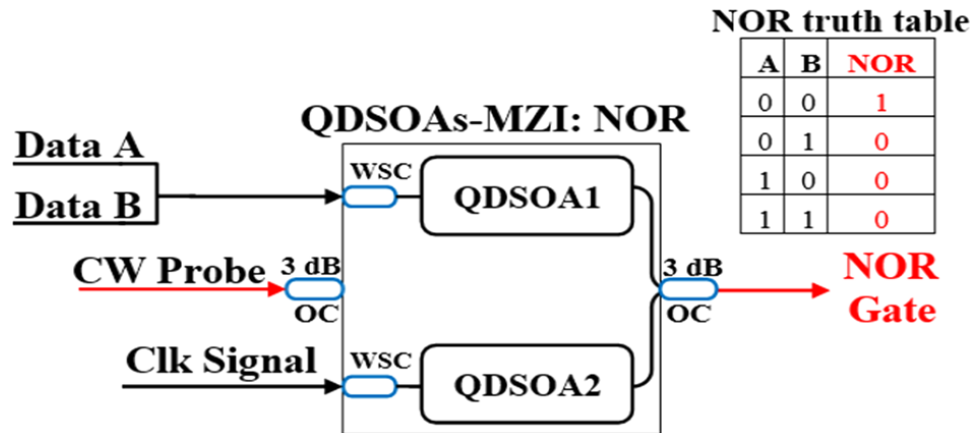 NOR truth table
A B NOR
0 0 1
0 1 0
1 0 0
1 1 0
QDSOAs-MZI: NOR
Data A
Data B
WSC
QDSOA1
CW Probe
3 dB
OC
3 dB
OC
NOR
Gate
Clk Signal
WSC
QDSOA2